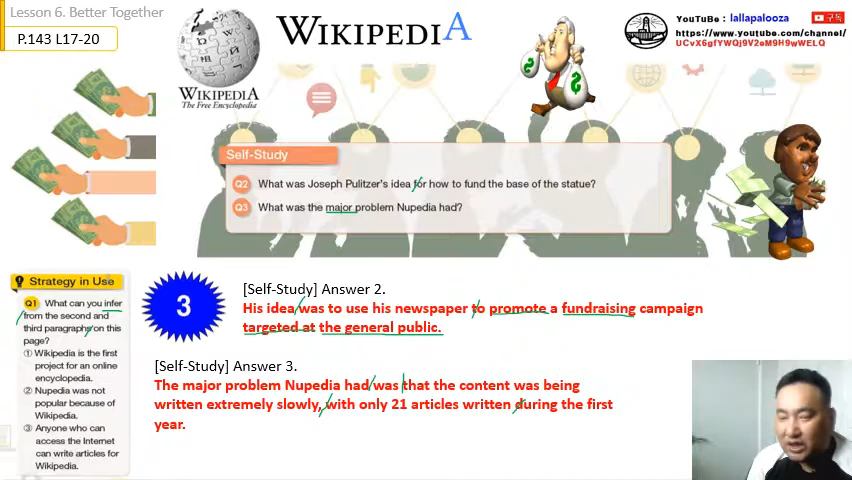 Lesson 6. Better Together
P.143 L17-20
WIKIPEDIA
The Free Encyclopedia
WIKIPEDIA
YouTuBe : lallapalooza
구독
https://www.youtube.com/channel/
UCvX6gfYWQj9V2eM9H9wWELQ
Self-Study
Q2 What was Joseph Pulitzer's idea for how to fund the base of the statue?
Q3 What was the major problem Nupedia had?
Strategy in Use
Q1 What can you infer
from the second and
third paragraphs on this
page?
① Wikipedia is the first
project for an online
encyclopedia.
② Nupedia was not
popular because of
Wikipedia.
③ Anyone who can
access the Internet
can write articles for
Wikipedia.
3
[Self-Study] Answer 2.
His idea was to use his newspaper to promote a fundraising campaign
targeted at the general public.
[Self-Study] Answer 3.
The major problem Nupedia had was that the content was being
written extremely slowly, with only 21 articles written during the first
year.